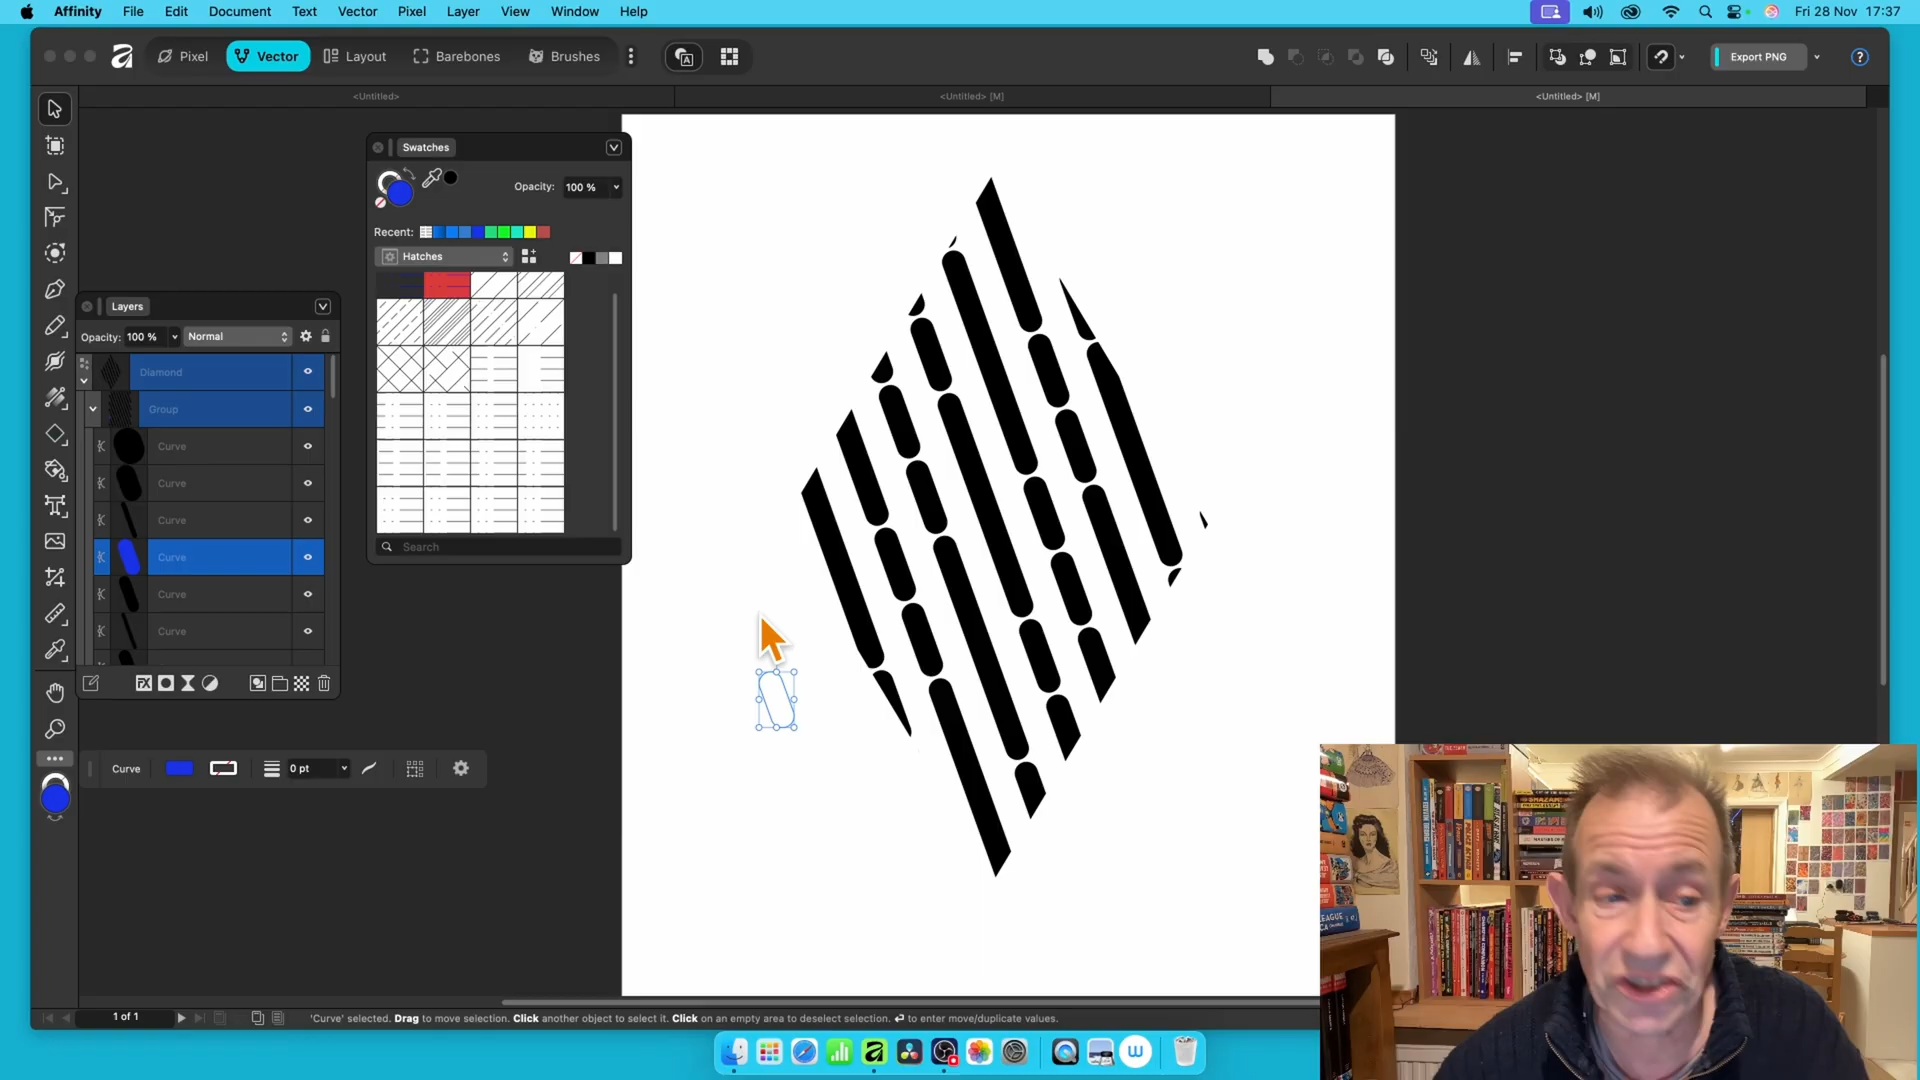 Affinity File Edit Document Text Vector Pixel Layer View Window Help Fri 28 Nov 17:37
Pixel Vector Layout Barebones Brushes Export PNG ?
<Untitled> <Untitled> [M] <Untitled> [M]
Swatches
Opacity: 100 %
Recent:
Hatches
Search
Layers
Opacity: 100 % Normal
Diamond
Group
Curve
Curve
Curve
Curve
Curve
Curve
FX
Curve 0 pt
1 of 1 'Curve' selected. Drag to move selection. Click another object to select it. Click on an empty area to deselect selection. ↵ to enter move/duplicate values.
LEAGUE